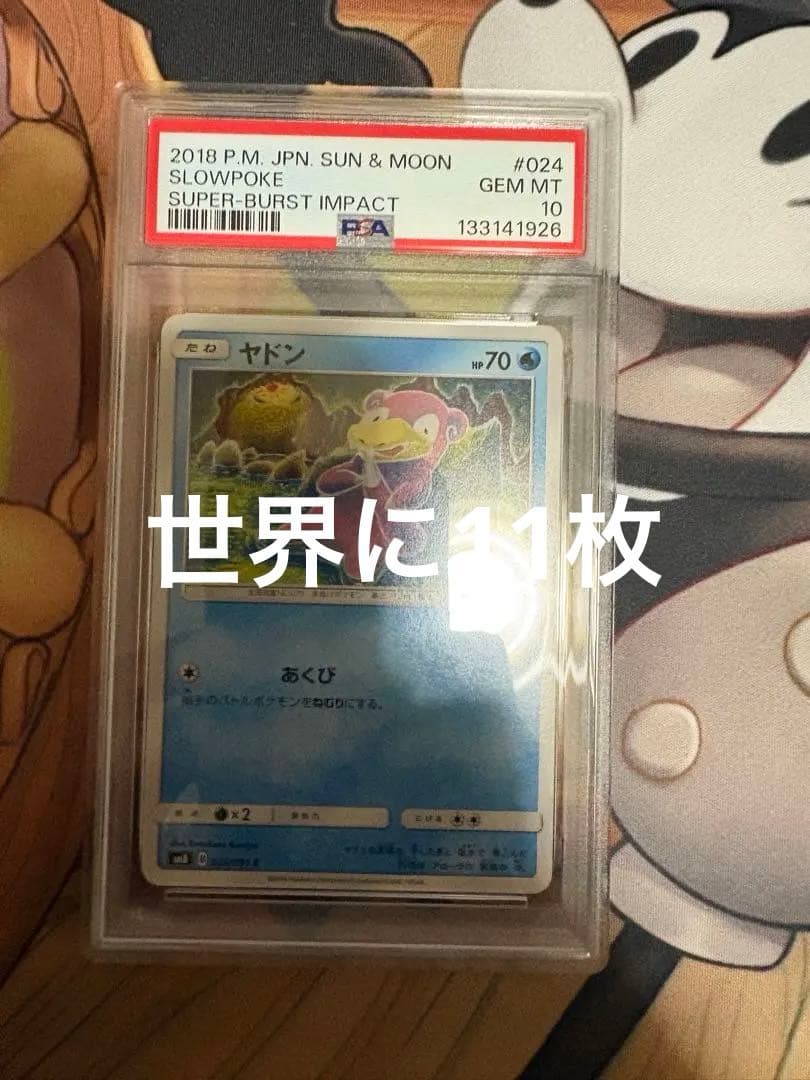 2018 P.M. JPN. SUN & MOON #024
SLOWPOKE GEM MT
SUPER-BURST IMPACT 10
PSA 133141926
たね ヤドン HP70
世界に11枚
あくび
相手のバトルポケモンをねむりにする。
×2
sm8